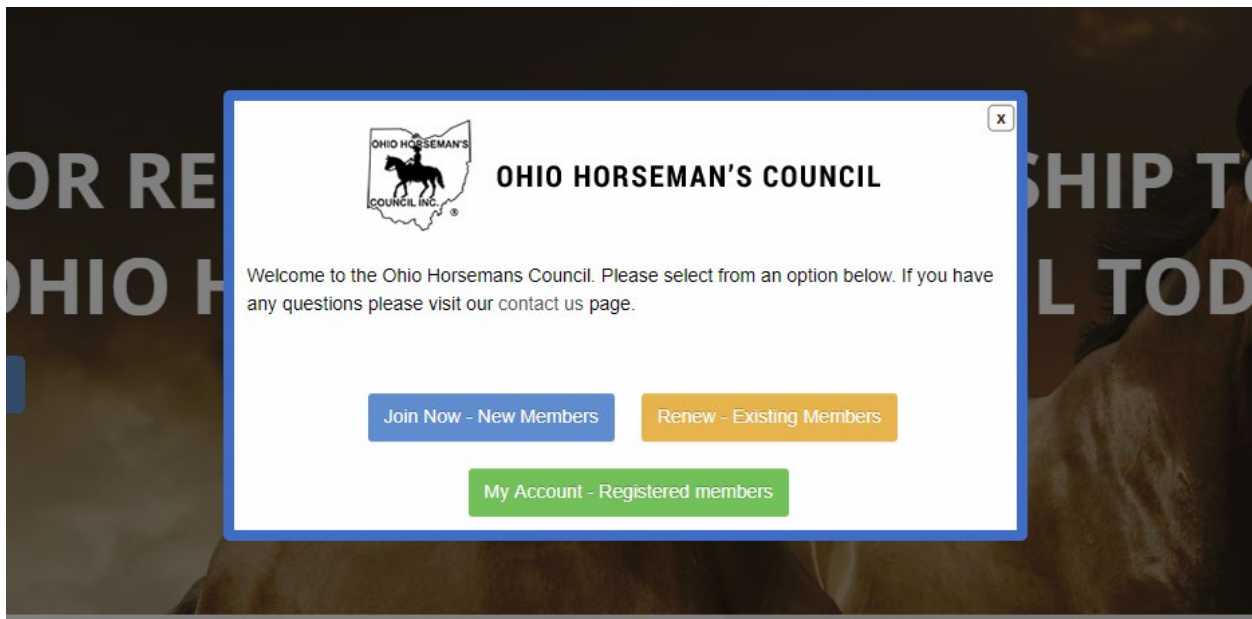 OR RE SHIP TO
OHIO H L TOD
x
OHIO HORSEMAN'S
COUNCIL INC.
®
OHIO HORSEMAN'S COUNCIL
Welcome to the Ohio Horsemans Council. Please select from an option below. If you have
any questions please visit our contact us page.
Join Now - New Members
Renew - Existing Members
My Account - Registered members